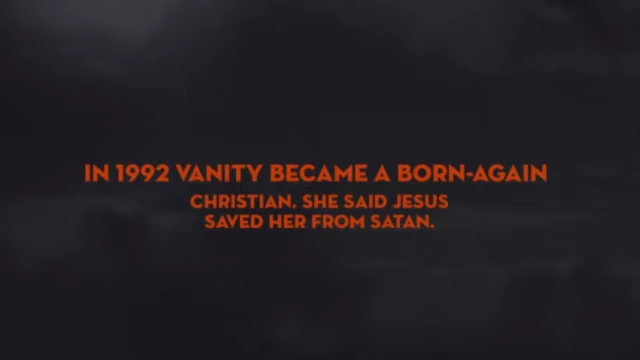 IN 1992 VANITY BECAME A BORN-AGAIN
CHRISTIAN. SHE SAID JESUS
SAVED HER FROM SATAN.